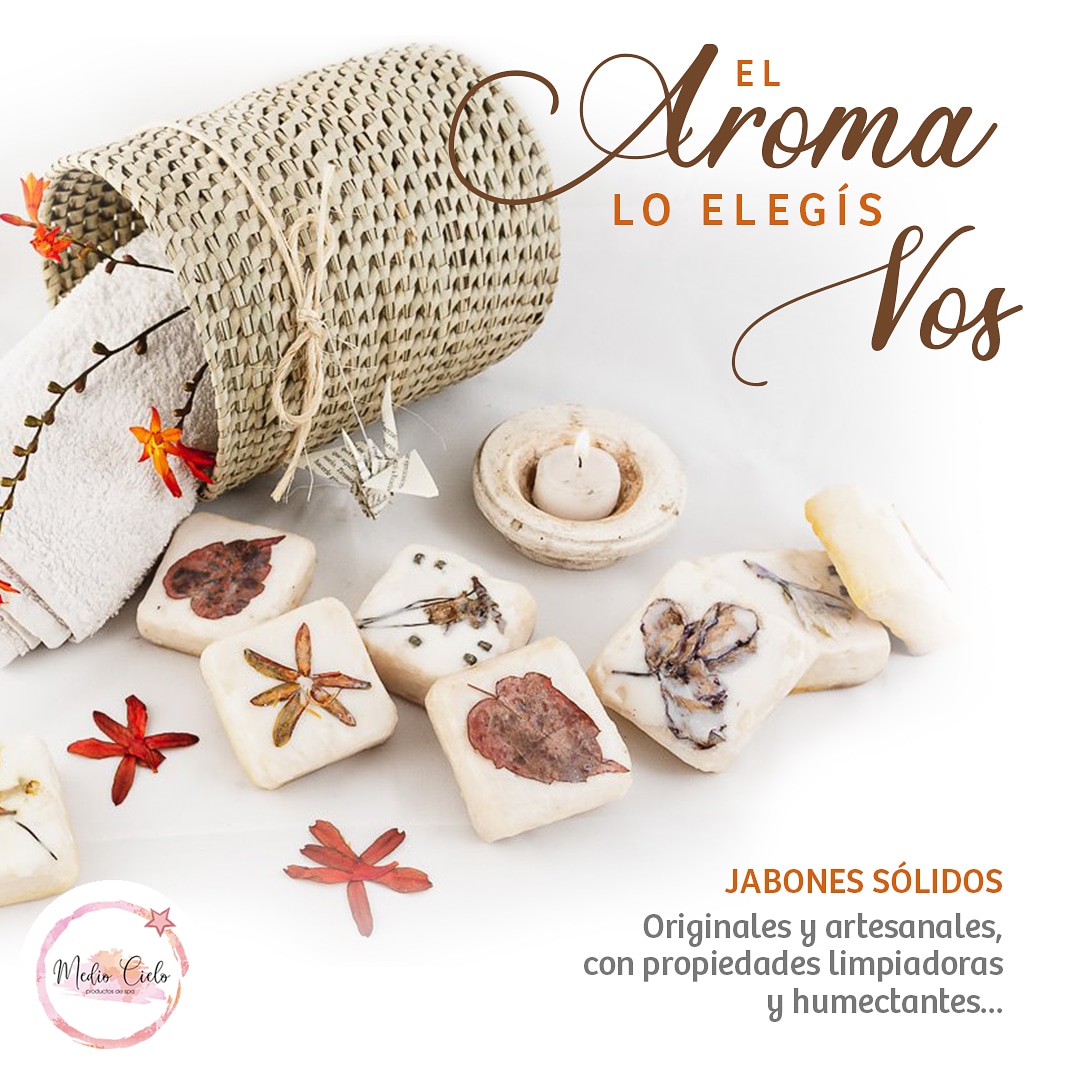 EL
Aroma
LO ELEGÍS
Vos
JABONES SÓLIDOS
Originales y artesanales,
con propiedades limpiadoras
y humectantes...
Medio Cielo
productos de spa